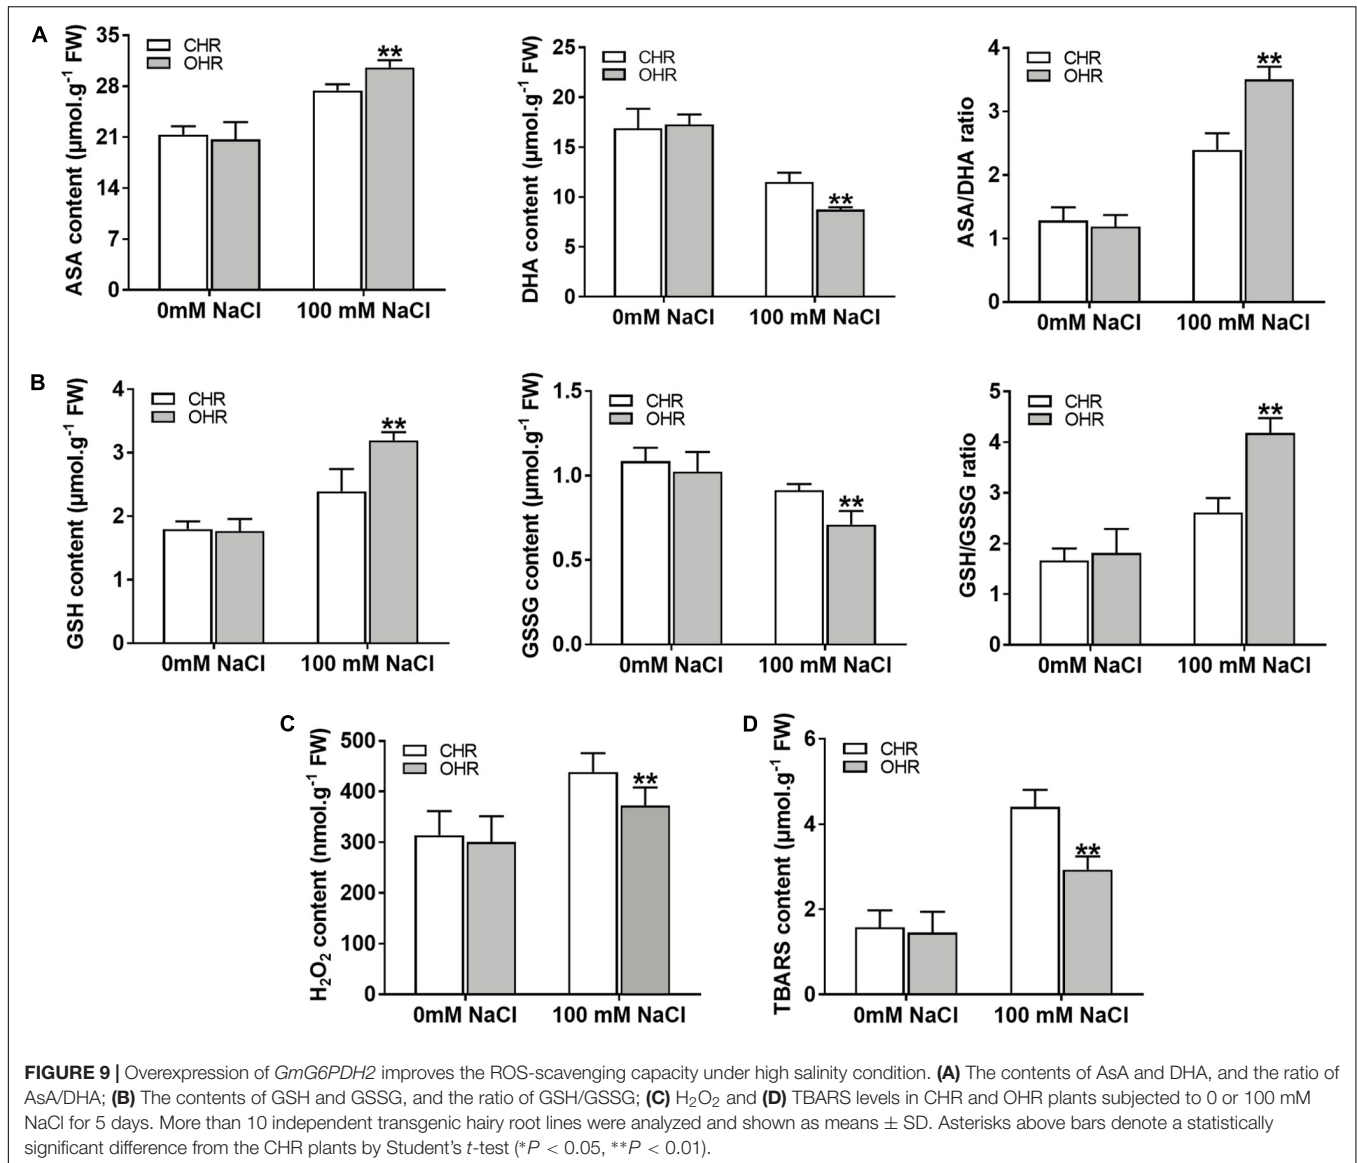 A
ASA content (µmol.g⁻¹ FW)
35
28
21
14
7
0
CHR
OHR
**
0mM NaCl
100 mM NaCl
DHA content (µmol.g⁻¹ FW)
25
20
15
10
5
0
CHR
OHR
**
0mM NaCl
100 mM NaCl
ASA/DHA ratio
4
3
2
1
0
CHR
OHR
**
0mM NaCl
100 mM NaCl
B
GSH content (µmol.g⁻¹ FW)
4
3
2
1
0
CHR
OHR
**
0mM NaCl
100 mM NaCl
GSSG content (µmol.g⁻¹ FW)
1.5
1.0
0.5
0.0
CHR
OHR
**
0mM NaCl
100 mM NaCl
GSH/GSSG ratio
5
4
3
2
1
0
CHR
OHR
**
0mM NaCl
100 mM NaCl
C
H₂O₂ content (nmol.g⁻¹ FW)
500
400
300
200
100
0
CHR
OHR
**
0mM NaCl
100 mM NaCl
D
TBARS content (µmol.g⁻¹ FW)
6
4
2
0
CHR
OHR
**
0mM NaCl
100 mM NaCl
FIGURE 9 | Overexpression of GmG6PDH2 improves the ROS-scavenging capacity under high salinity condition. (A) The contents of AsA and DHA, and the ratio of
AsA/DHA; (B) The contents of GSH and GSSG, and the ratio of GSH/GSSG; (C) H₂O₂ and (D) TBARS levels in CHR and OHR plants subjected to 0 or 100 mM
NaCl for 5 days. More than 10 independent transgenic hairy root lines were analyzed and shown as means ± SD. Asterisks above bars denote a statistically
significant difference from the CHR plants by Student's t-test (*P < 0.05, **P < 0.01).